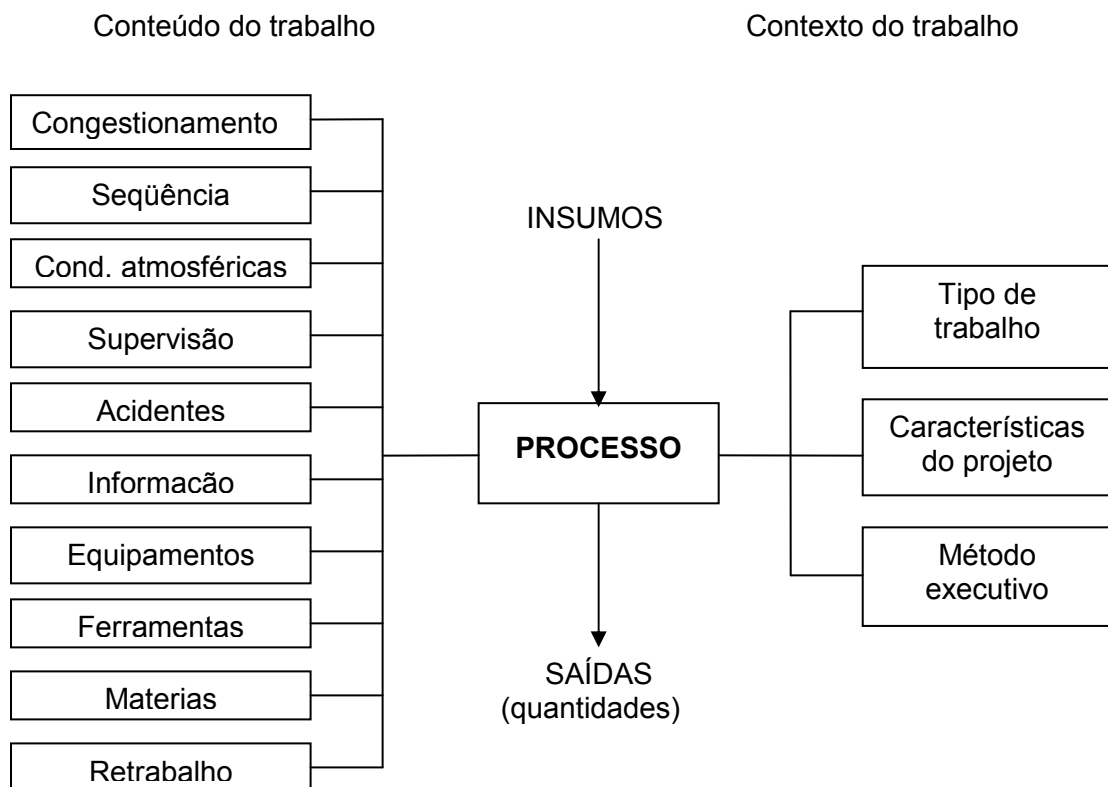 Conteúdo do trabalho
Contexto do trabalho
Congestionamento
Seqüência
Cond. atmosféricas
Supervisão
Acidentes
Informacão
Equipamentos
Ferramentas
Materias
Retrabalho
INSUMOS
PROCESSO
SAÍDAS
(quantidades)
Tipo de
trabalho
Características
do projeto
Método
executivo